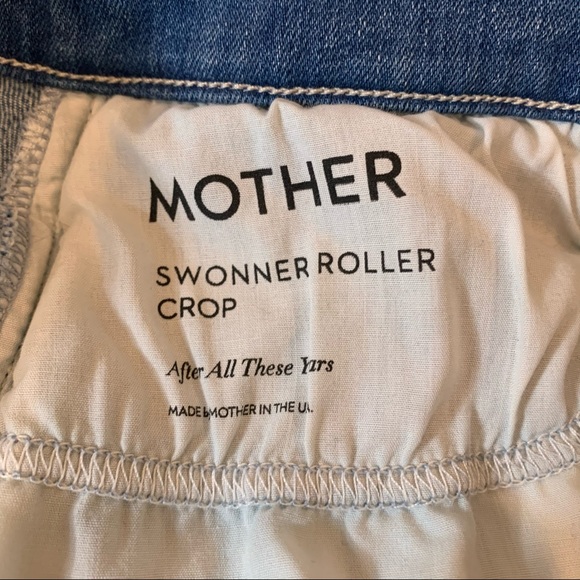 MOTHER
SWONNER ROLLER
CROP
After All These Yrs
MADE MOTHER IN THE